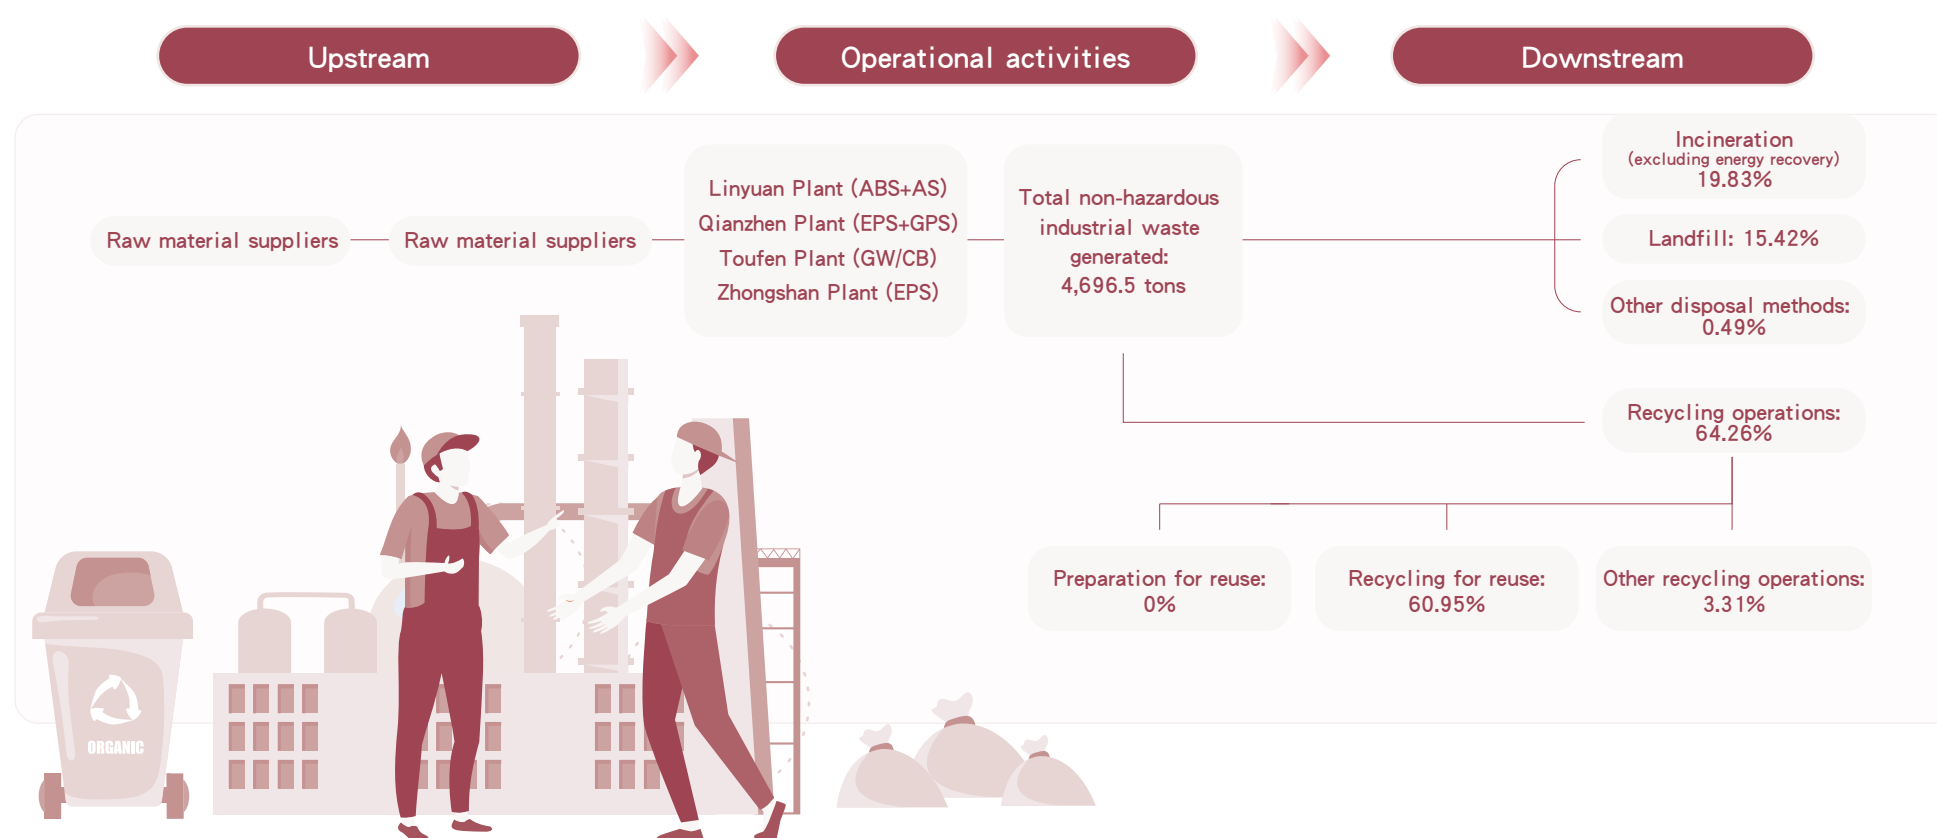 Upstream
Operational activities
Downstream
Raw material suppliers
Raw material suppliers
Linyuan Plant (ABS+AS)
Qianzhen Plant (EPS+GPS)
Toufen Plant (GW/CB)
Zhongshan Plant (EPS)
Total non-hazardous
industrial waste
generated:
4,696.5 tons
Incineration
(excluding energy recovery)
19.83%
Landfill: 15.42%
Other disposal methods:
0.49%
Recycling operations:
64.26%
Preparation for reuse:
0%
Recycling for reuse:
60.95%
Other recycling operations:
3.31%
ORGANIC